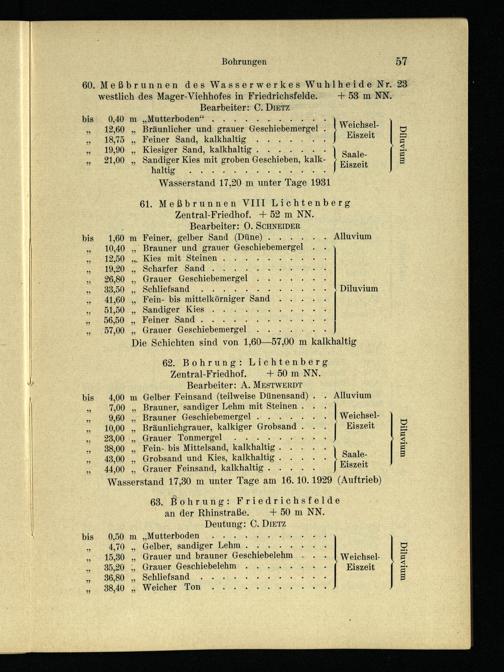 Bohrungen 57
60. Meßbrunnen des Wasserwerkes Wuhlheide Nr. 23
westlich des Mager-Viehhofes in Friedrichsfelde. + 53 m NN.
Bearbeiter: C. DIETZ
bis 0,40 m „Mutterboden“ . . . . . . . . . . .
„ 12,60 „ Bräunlicher und grauer Geschiebemergel . Weichsel-
„ 18,75 „ Feiner Sand, kalkhaltig . . . . . . . Eiszeit
„ 19,90 „ Kiesiger Sand, kalkhaltig . . . . . . . Saale-
„ 21,00 „ Sandiger Kies mit groben Geschieben, kalk- Eiszeit
haltig . . . . . . . . . . . . .
Diluvium
Wasserstand 17,20 m unter Tage 1931
61. Meßbrunnen VIII Lichtenberg
Zentral-Friedhof. + 52 m NN.
Bearbeiter: O. SCHNEIDER
bis 1,60 m Feiner, gelber Sand (Düne) . . . . . . Alluvium
„ 10,40 „ Brauner und grauer Geschiebemergel . .
„ 12,50 „ Kies mit Steinen . . . . . . . . . .
„ 19,20 „ Scharfer Sand . . . . . . . . . . .
„ 26,80 „ Grauer Geschiebemergel . . . . . . .
„ 33,50 „ Schliefsand . . . . . . . . . . . . Diluvium
„ 41,60 „ Fein- bis mittelkörniger Sand . . . . .
„ 51,50 „ Sandiger Kies . . . . . . . . . . .
„ 56,50 „ Feiner Sand . . . . . . . . . . . .
„ 57,00 „ Grauer Geschiebemergel . . . . . . .
Die Schichten sind von 1,60—57,00 m kalkhaltig
62. Bohrung: Lichtenberg
Zentral-Friedhof. + 50 m NN.
Bearbeiter: A. MESTWERDT
bis 4,00 m Gelber Feinsand (teilweise Dünensand) . . Alluvium
„ 7,00 „ Brauner, sandiger Lehm mit Steinen . . .
„ 9,60 „ Brauner Geschiebemergel . . . . . . . Weichsel-
„ 10,00 „ Bräunlichgrauer, kalkiger Grobsand . . . Eiszeit
„ 23,00 „ Grauer Tonmergel . . . . . . . . .
„ 38,00 „ Fein- bis Mittelsand, kalkhaltig . . . . .
„ 43,00 „ Grobsand und Kies, kalkhaltig . . . . . Saale-
„ 44,00 „ Grauer Feinsand, kalkhaltig . . . . . . Eiszeit
Diluvium
Wasserstand 17,30 m unter Tage am 16. 10. 1929 (Auftrieb)
63. Bohrung: Friedrichsfelde
an der Rhinstraße. + 50 m NN.
Deutung: C. DIETZ
bis 0,50 m „Mutterboden . . . . . . . . . . .
„ 4,70 „ Gelber, sandiger Lehm . . . . . . . .
„ 15,30 „ Grauer und brauner Geschiebelehm . . . Weichsel-
„ 35,20 „ Grauer Geschiebelehm . . . . . . . . Eiszeit
„ 36,80 „ Schliefsand . . . . . . . . . . . .
„ 38,40 „ Weicher Ton . . . . . . . . . . .
Diluvium